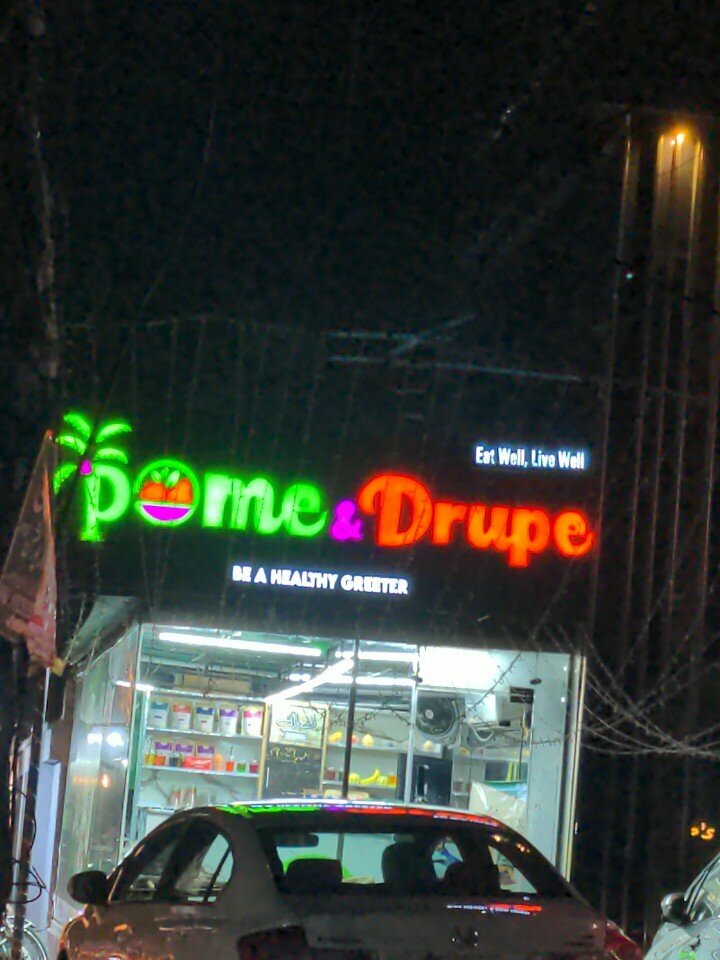 Eat Well, Live Well
pome & Drupe
BE A HEALTHY GREETER